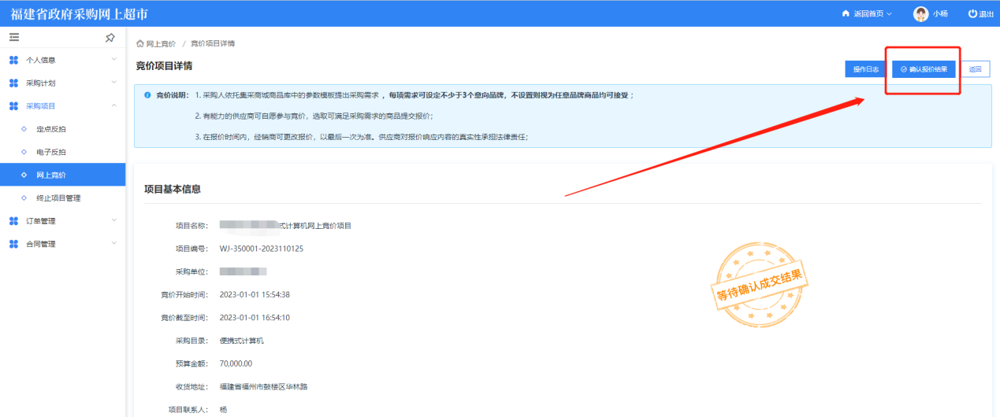 福建省政府采购网上超市
返回首页 小杨 退出
个人信息
采购计划
采购项目
定点反拍
电子反拍
网上竞价
终止项目管理
订单管理
合同管理
网上竞价 / 竞价项目详情
竞价项目详情
操作日志 确认报价结果 返回
竞价说明： 1. 采购人依托集采商城商品库中的参数模板提出采购需求 ，每项需求可设定不少于3个意向品牌，不设置则视为任意品牌商品均可接受 ；
2. 有能力的供应商可自愿参与竞价，选取可满足采购需求的商品提交报价；
3. 在报价时间内，经销商可更改报价，以最后一次为准。供应商对报价响应内容的真实性承担法律责任；
项目基本信息
项目名称： 式计算机网上竞价项目
项目编号： WJ-350001-2023110125
采购单位：
竞价开始时间： 2023-01-01 15:54:38
竞价截至时间： 2023-01-01 16:54:10
采购目录： 便携式计算机
预算金额： 70,000.00
收货地址： 福建省福州市鼓楼区华林路
项目联系人： 杨
等待确认成交结果